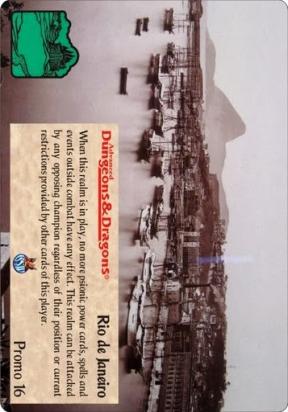 Advanced
Dungeons&Dragons®
Rio de Janeiro
When this realm is in play, no more psionic power cards, spells and
events outside combat have any effect. This realm can be attacked
by any opposing champion regardless of their position or current
restrictions provided by other cards of this player.
Promo 16